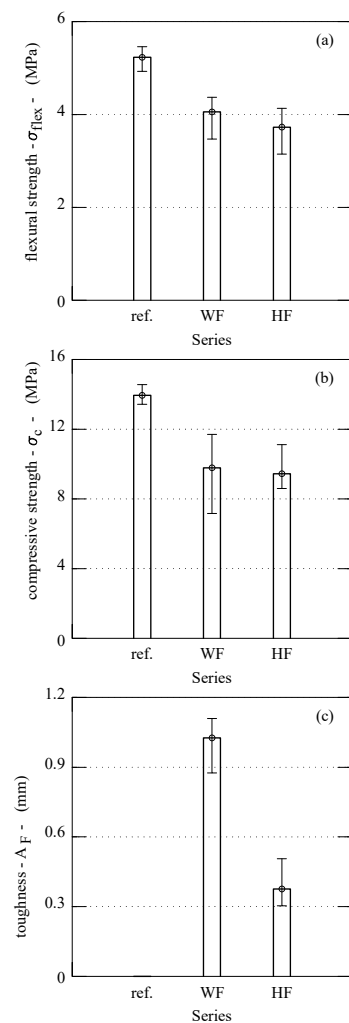 (a)
flexural strength - σflex - (MPa)
6
4
2
0
ref. WF HF
Series
(b)
compressive strength - σc - (MPa)
16
12
8
4
0
ref. WF HF
Series
(c)
toughness - AF - (mm)
1.2
0.9
0.6
0.3
0
ref. WF HF
Series